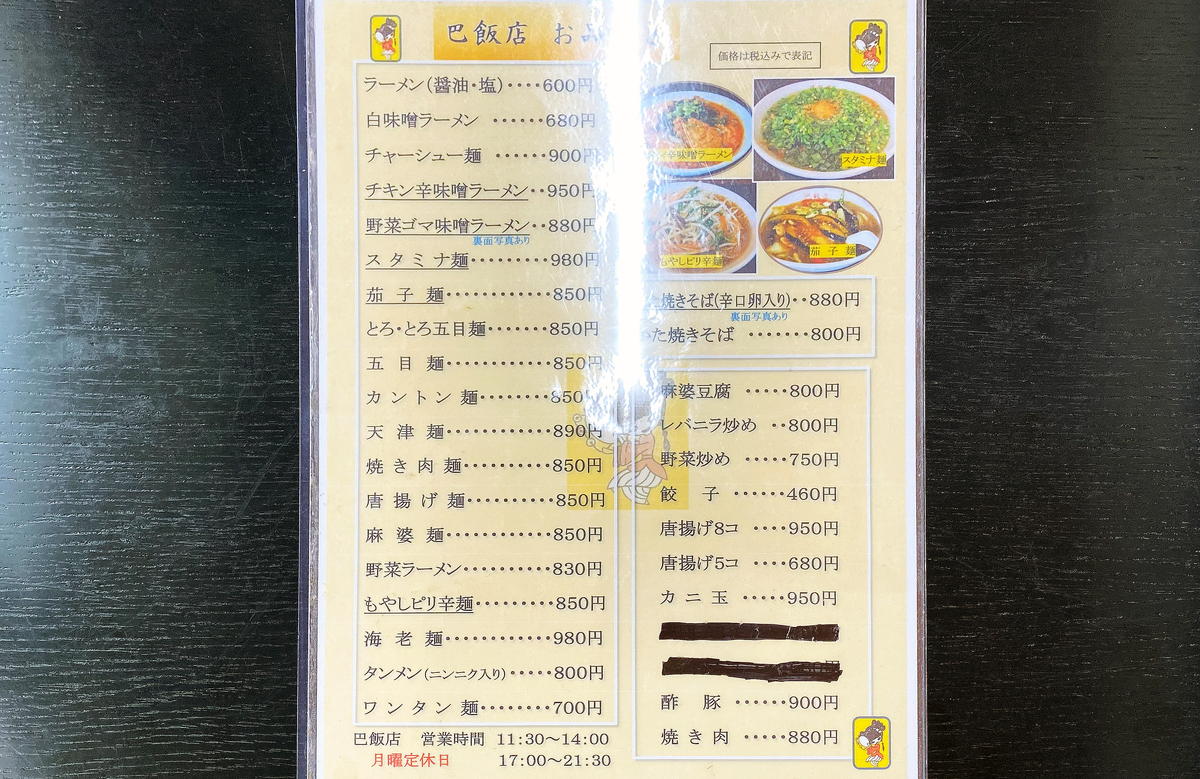 巴飯店 お品
価格は税込みで表記
ラーメン(醤油・塩)‥‥600円
白味噌ラーメン ‥‥‥680円
チャーシュー麺 ‥‥‥900円
チキン辛味噌ラーメン‥950円
野菜ゴマ味噌ラーメン‥880円
裏面写真あり
スタミナ麺‥‥‥‥‥980円
茄子麺‥‥‥‥‥‥850円
とろ・とろ五目麺‥‥‥‥850円
五目麺‥‥‥‥‥‥850円
カントン麺‥‥‥‥‥850円
天津麺‥‥‥‥‥‥890円
焼き肉麺‥‥‥‥‥850円
唐揚げ麺‥‥‥‥‥850円
麻婆麺‥‥‥‥‥‥850円
野菜ラーメン‥‥‥‥‥830円
もやしピリ辛麺‥‥‥‥850円
海老麺‥‥‥‥‥‥980円
タンメン(ニンニク入り)‥‥800円
ワンタン麺‥‥‥‥700円
巴飯店 営業時間 11:30～14:00
月曜定休日 17:00～21:30
辛味噌ラーメン
スタミナ麺
もやしピリ辛麺
茄子麺
焼きそば(辛口卵入り)‥880円
裏面写真あり
た焼きそば ‥‥‥‥800円
麻婆豆腐 ‥‥‥800円
レバニラ炒め ‥800円
野菜炒め ‥‥‥750円
餃子 ‥‥‥460円
唐揚げ8コ ‥‥950円
唐揚げ5コ ‥‥680円
カニ玉 ‥‥‥950円
酢豚 ‥‥‥900円
焼き肉 ‥‥‥880円